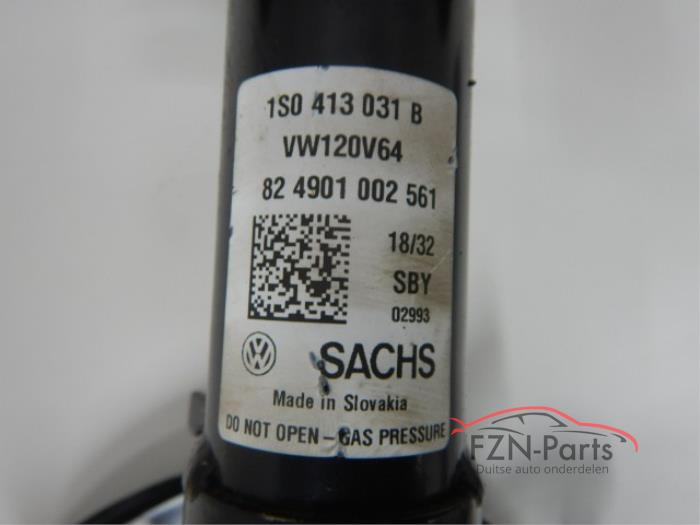 1S0 413 031 B
VW120V64
82 4901 002 561
18/32
SBY
02993
VW
SACHS
Made in Slovakia
DO NOT OPEN – GAS PRESSURE
FZN-Parts
Duitse auto onderdelen